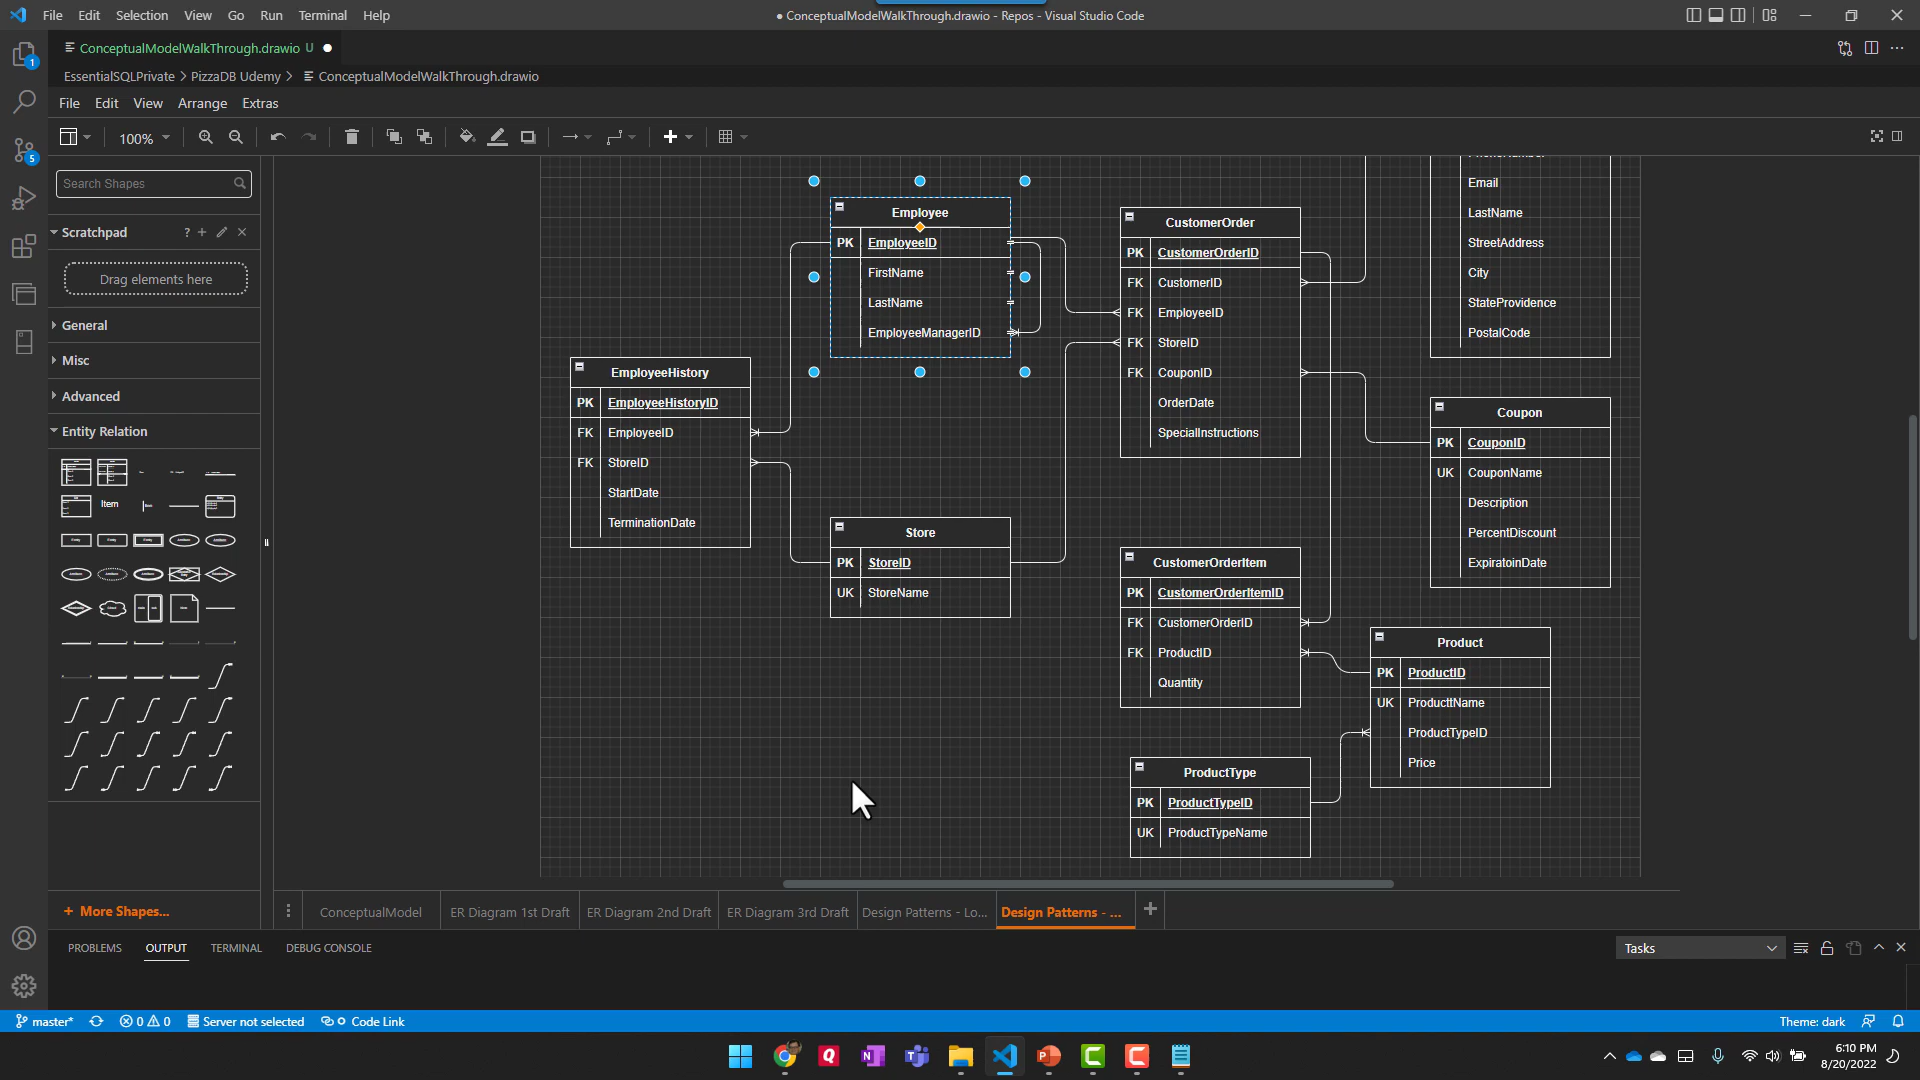 File Edit Selection View Go Run Terminal Help
● ConceptualModelWalkThrough.drawio - Repos - Visual Studio Code
ConceptualModelWalkThrough.drawio U
EssentialSQLPrivate > PizzaDB Udemy > ConceptualModelWalkThrough.drawio
File Edit View Arrange Extras
100%
1
5
Search Shapes
Scratchpad
?
Drag elements here
General
Misc
Advanced
Entity Relation
Item
+ More Shapes...
Employee
PK EmployeeID
FirstName
LastName
EmployeeManagerID
EmployeeHistory
PK EmployeeHistoryID
FK EmployeeID
FK StoreID
StartDate
TerminationDate
Store
PK StoreID
UK StoreName
CustomerOrder
PK CustomerOrderID
FK CustomerID
FK EmployeeID
FK StoreID
FK CouponID
OrderDate
SpecialInstructions
CustomerOrderItem
PK CustomerOrderItemID
FK CustomerOrderID
FK ProductID
Quantity
ProductType
PK ProductTypeID
UK ProductTypeName
Email
LastName
StreetAddress
City
StateProvidence
PostalCode
Coupon
PK CouponID
UK CouponName
Description
PercentDiscount
ExpiratoinDate
Product
PK ProductID
UK ProducttName
ProductTypeID
Price
ConceptualModel
ER Diagram 1st Draft
ER Diagram 2nd Draft
ER Diagram 3rd Draft
Design Patterns - Lo...
Design Patterns - ...
PROBLEMS OUTPUT TERMINAL DEBUG CONSOLE
Tasks
master* 0 0 Server not selected Code Link
Theme: dark
6:10 PM
8/20/2022